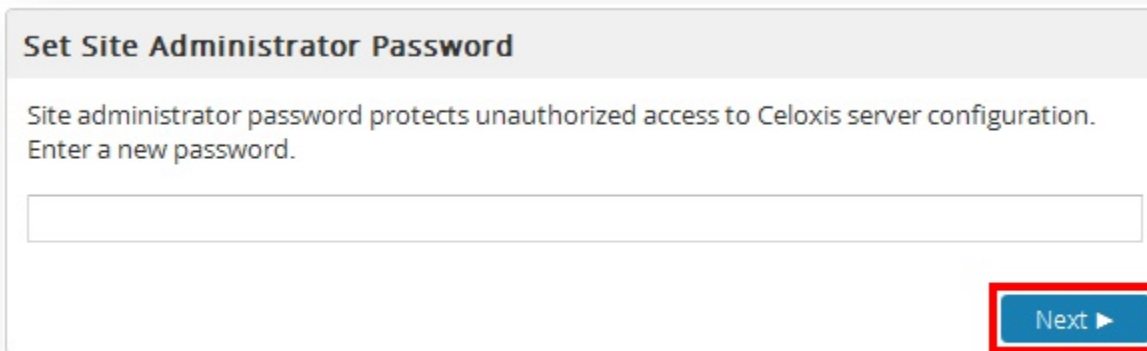 Set Site Administrator Password
Site administrator password protects unauthorized access to Celoxis server configuration.
Enter a new password.
Next ►